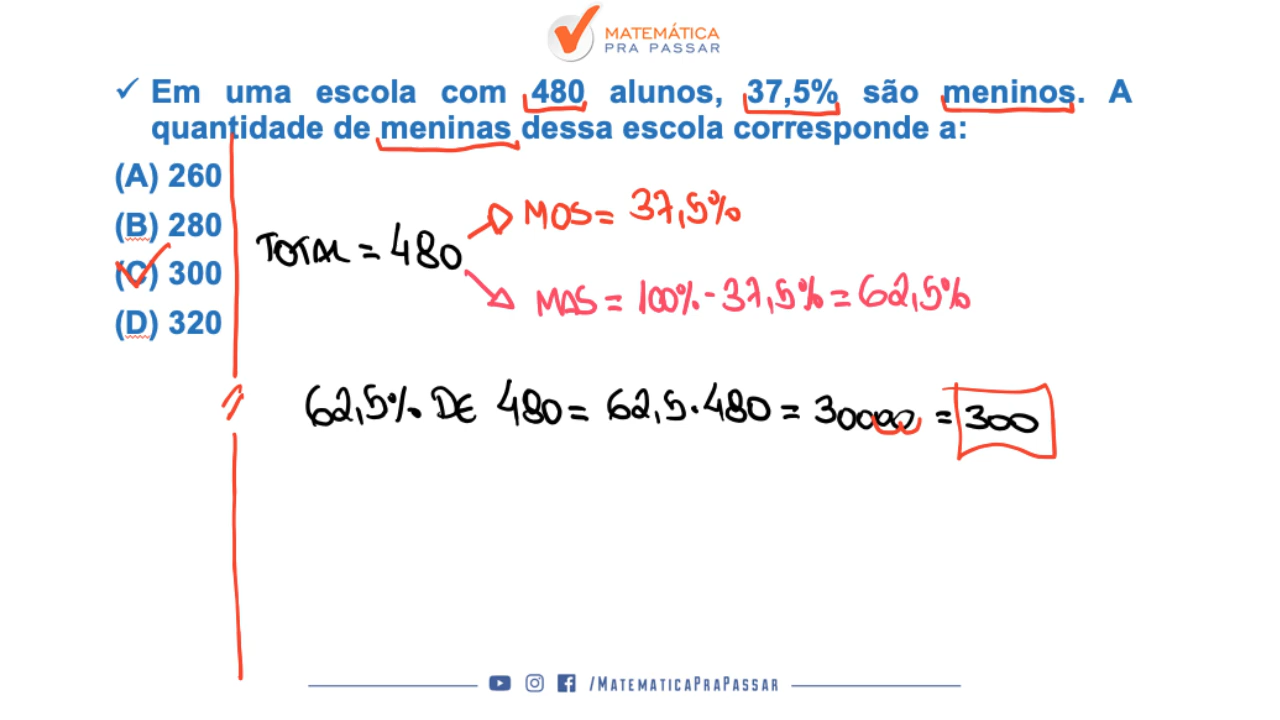 MATEMÁTICA
PRA PASSAR
✓ Em uma escola com 480 alunos, 37,5% são meninos. A
quantidade de meninas dessa escola corresponde a:
(A) 260
(B) 280
(C) 300
(D) 320
TOTAL = 480
MOS = 37,5%
MAS = 100% - 37,5% = 62,5%
62,5% DE 480 = 62,5 . 480 = 30000 = 300
/MATEMATICAPRAPASSAR